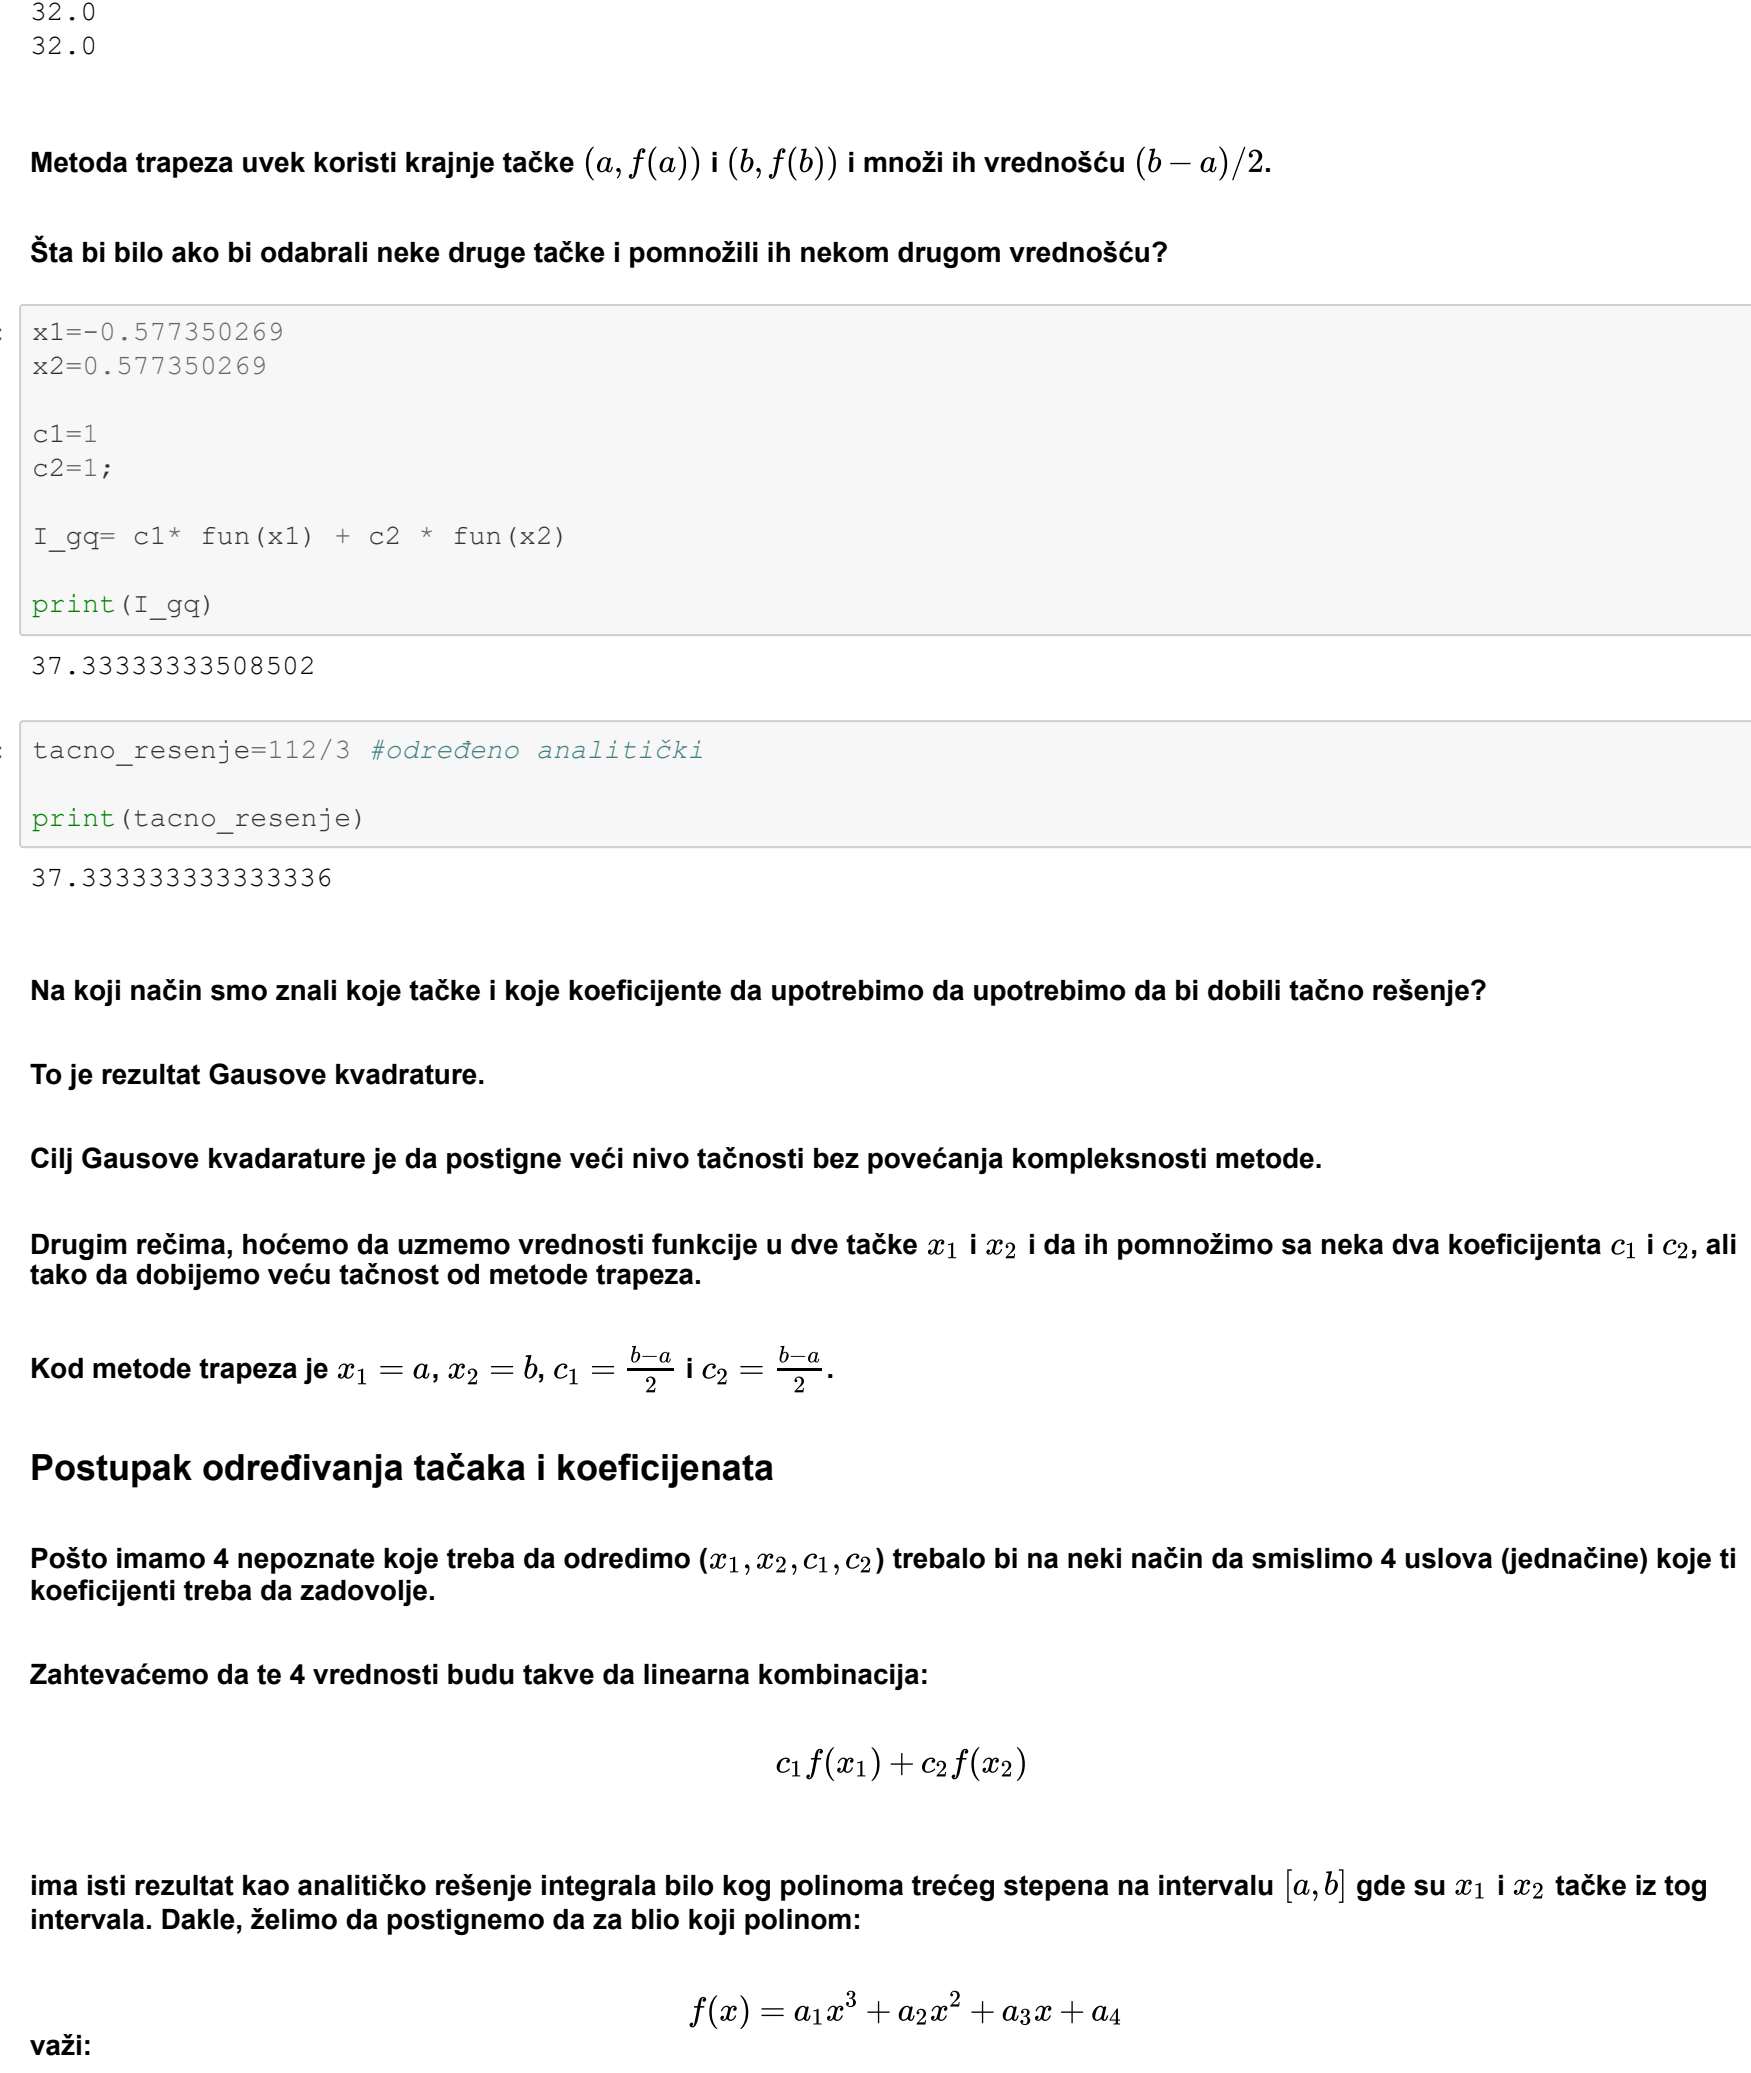 32.0
32.0
Metoda trapeza uvek koristi krajnje tačke (a, f(a)) i (b, f(b)) i množi ih vrednošću (b − a)/2.
Šta bi bilo ako bi odabrali neke druge tačke i pomnožili ih nekom drugom vrednošću?
x1=-0.577350269
x2=0.577350269
c1=1
c2=1;
I_gq= c1* fun(x1) + c2 * fun(x2)
print(I_gq)
37.33333333508502
tacno_resenje=112/3 #određeno analitički
print(tacno_resenje)
37.333333333333336
Na koji način smo znali koje tačke i koje koeficijente da upotrebimo da upotrebimo da bi dobili tačno rešenje?
To je rezultat Gausove kvadrature.
Cilj Gausove kvadarature je da postigne veći nivo tačnosti bez povećanja kompleksnosti metode.
Drugim rečima, hoćemo da uzmemo vrednosti funkcije u dve tačke x₁ i x₂ i da ih pomnožimo sa neka dva koeficijenta c₁ i c₂, ali
tako da dobijemo veću tačnost od metode trapeza.
Kod metode trapeza je x₁ = a, x₂ = b, c₁ = \frac{b−a}{2} i c₂ = \frac{b−a}{2}.
Postupak određivanja tačaka i koeficijenata
Pošto imamo 4 nepoznate koje treba da odredimo (x₁, x₂, c₁, c₂) trebalo bi na neki način da smislimo 4 uslova (jednačine) koje ti
koeficijenti treba da zadovolje.
Zahtevaćemo da te 4 vrednosti budu takve da linearna kombinacija:
c₁f(x₁) + c₂f(x₂)
ima isti rezultat kao analitičko rešenje integrala bilo kog polinoma trećeg stepena na intervalu [a, b] gde su x₁ i x₂ tačke iz tog
intervala. Dakle, želimo da postignemo da za blio koji polinom:
f(x) = a₁x³ + a₂x² + a₃x + a₄
važi: